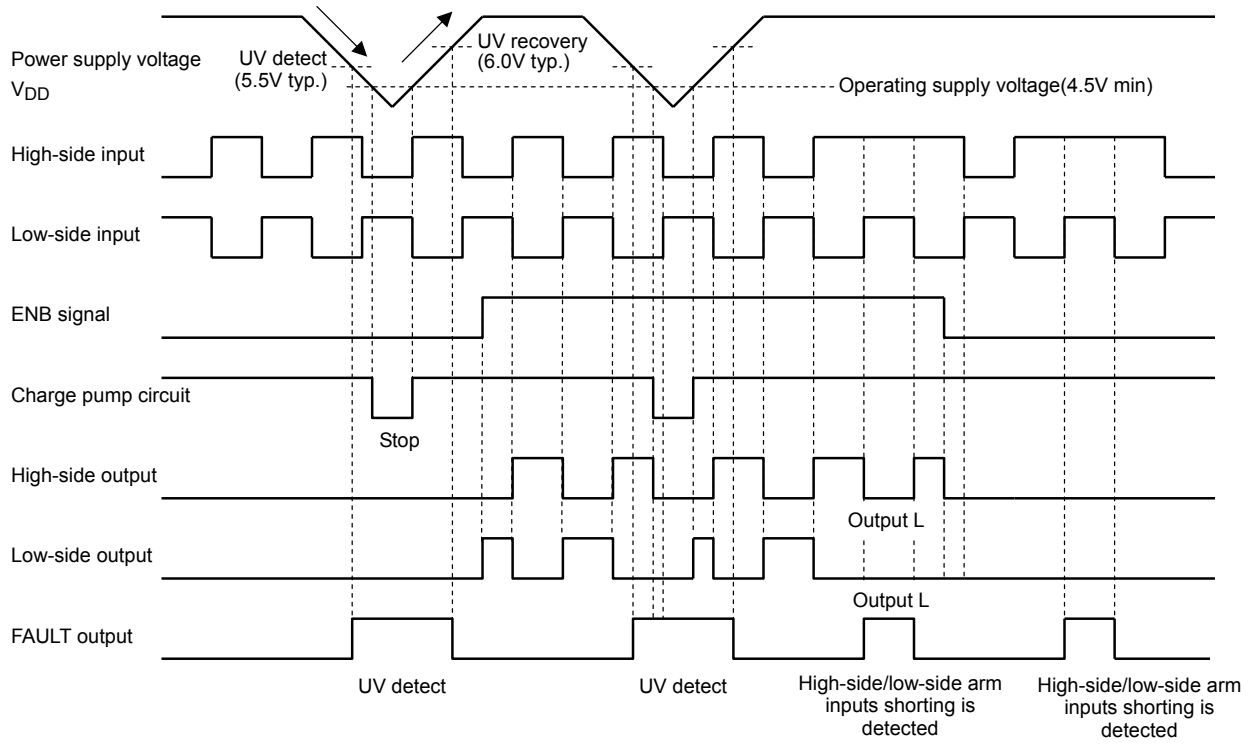 Power supply voltage
VDD
UV detect
(5.5V typ.)
UV recovery
(6.0V typ.)
Operating supply voltage(4.5V min)
High-side input
Low-side input
ENB signal
Charge pump circuit
Stop
High-side output
Output L
Low-side output
Output L
FAULT output
UV detect
UV detect
High-side/low-side arm
inputs shorting is
detected
High-side/low-side arm
inputs shorting is
detected